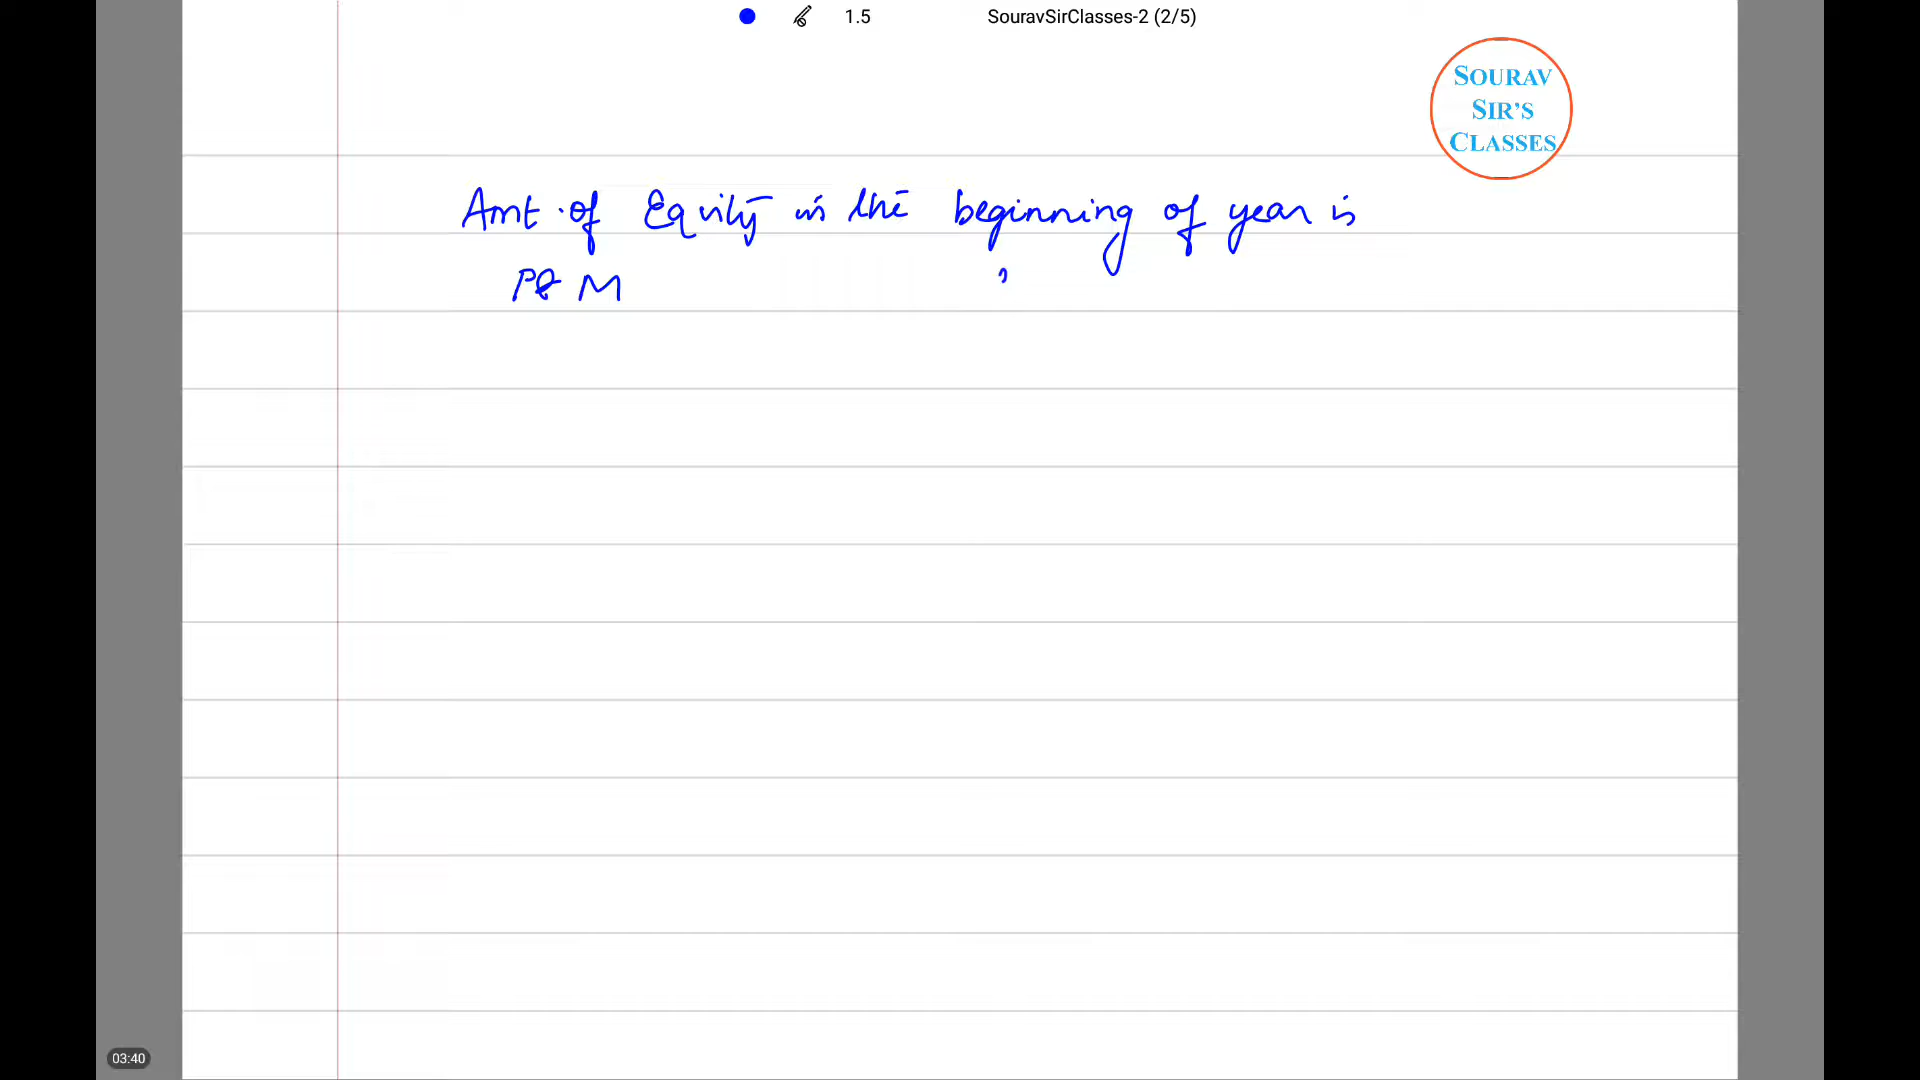 1.5 SouravSirClasses-2 (2/5)
SOURAV
SIR'S
CLASSES
Amt. of Equity in the beginning of year is
M
03:40